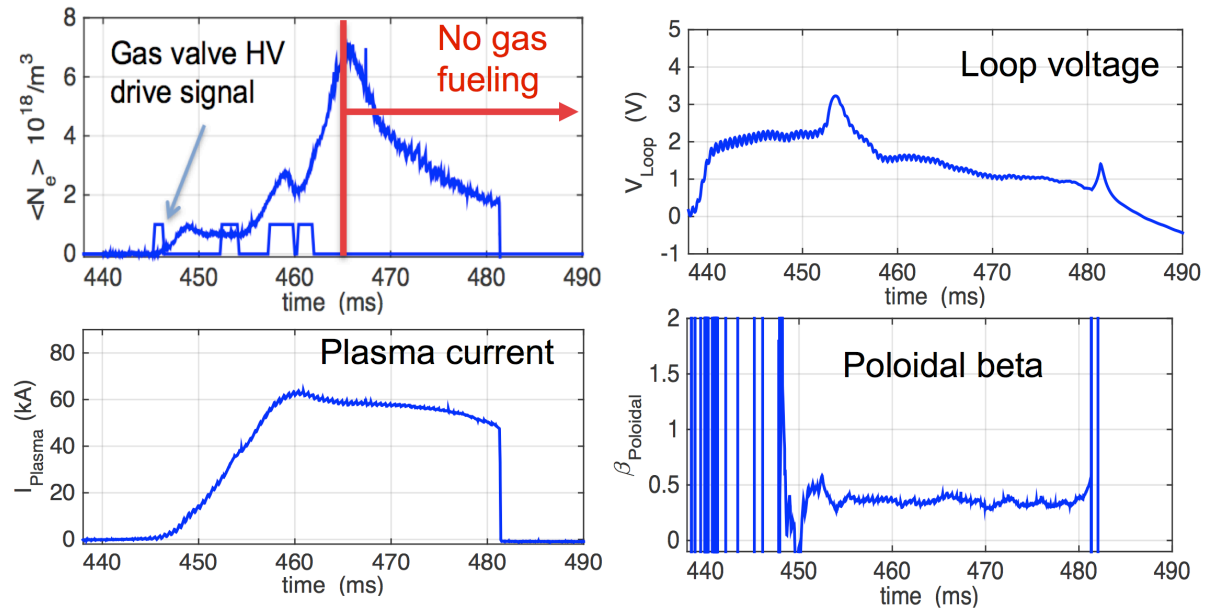 8
6
4
2
0
<N_e> 10^18/m^3
Gas valve HV
drive signal
No gas
fueling
440 450 460 470 480 490
time (ms)
5
4
3
2
1
0
-1
V_Loop (V)
Loop voltage
440 450 460 470 480 490
time (ms)
80
60
40
20
0
I_Plasma (kA)
Plasma current
440 450 460 470 480 490
time (ms)
2
1.5
1
0.5
0
β_Poloidal
Poloidal beta
440 450 460 470 480 490
time (ms)